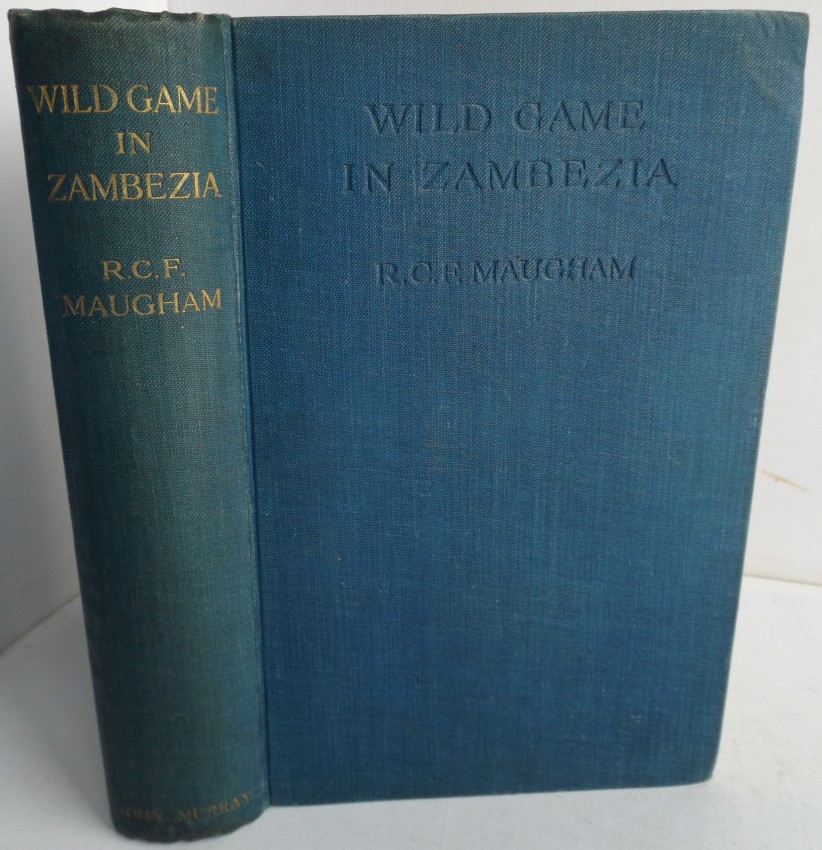 WILD GAME
IN
ZAMBEZIA
R.C.F.
MAUGHAM
JOHN MURRAY
WILD GAME
IN ZAMBEZIA
R.C.F. MAUGHAM